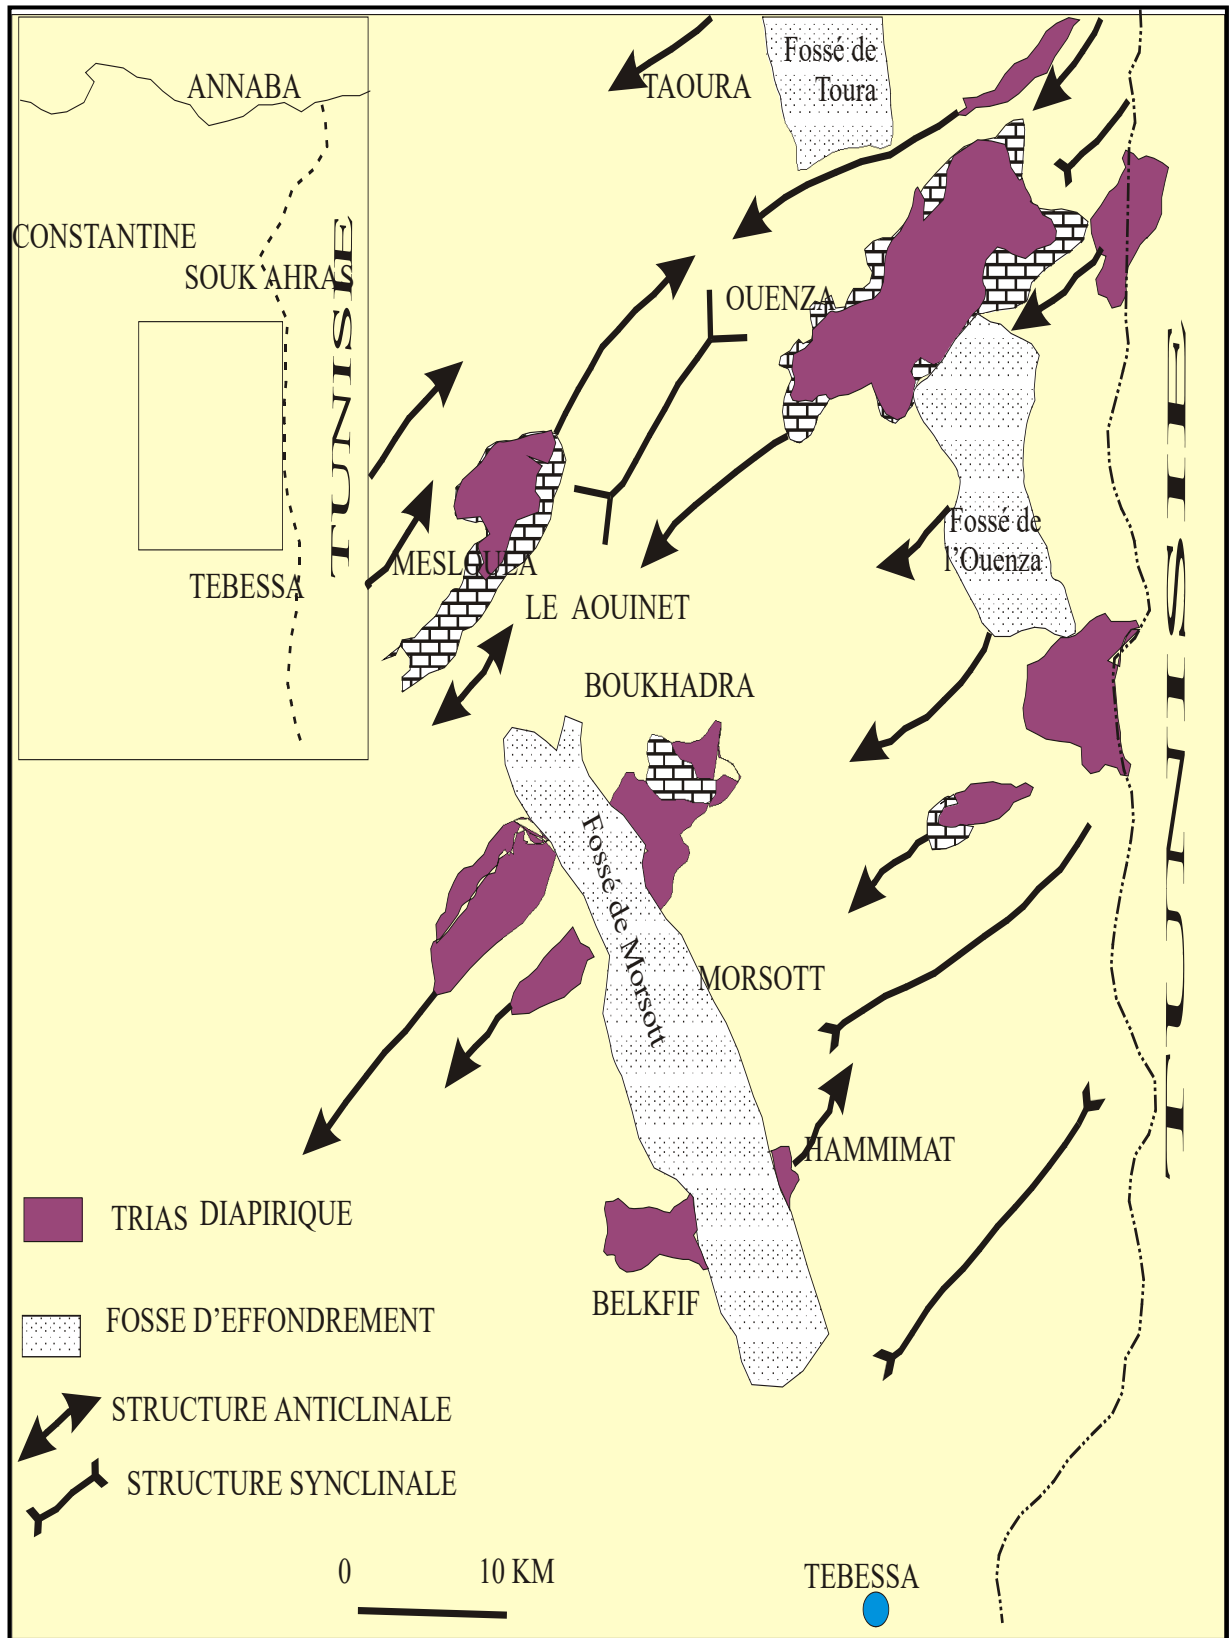 ANNABA
CONSTANTINE
SOUK AHRAS
TUNISIE
TEBESSA
TAOURA
Fossé de
Toura
OUENZA
MESLOULA
LE AOUINET
Fossé de
l'Ouenza
BOUKHADRA
Fossé de Morsott
MORSOTT
HAMMIMAT
BELKFIF
TUNISIE
TRIAS DIAPIRIQUE
FOSSE D'EFFONDREMENT
STRUCTURE ANTICLINALE
STRUCTURE SYNCLINALE
0 10 KM
TEBESSA